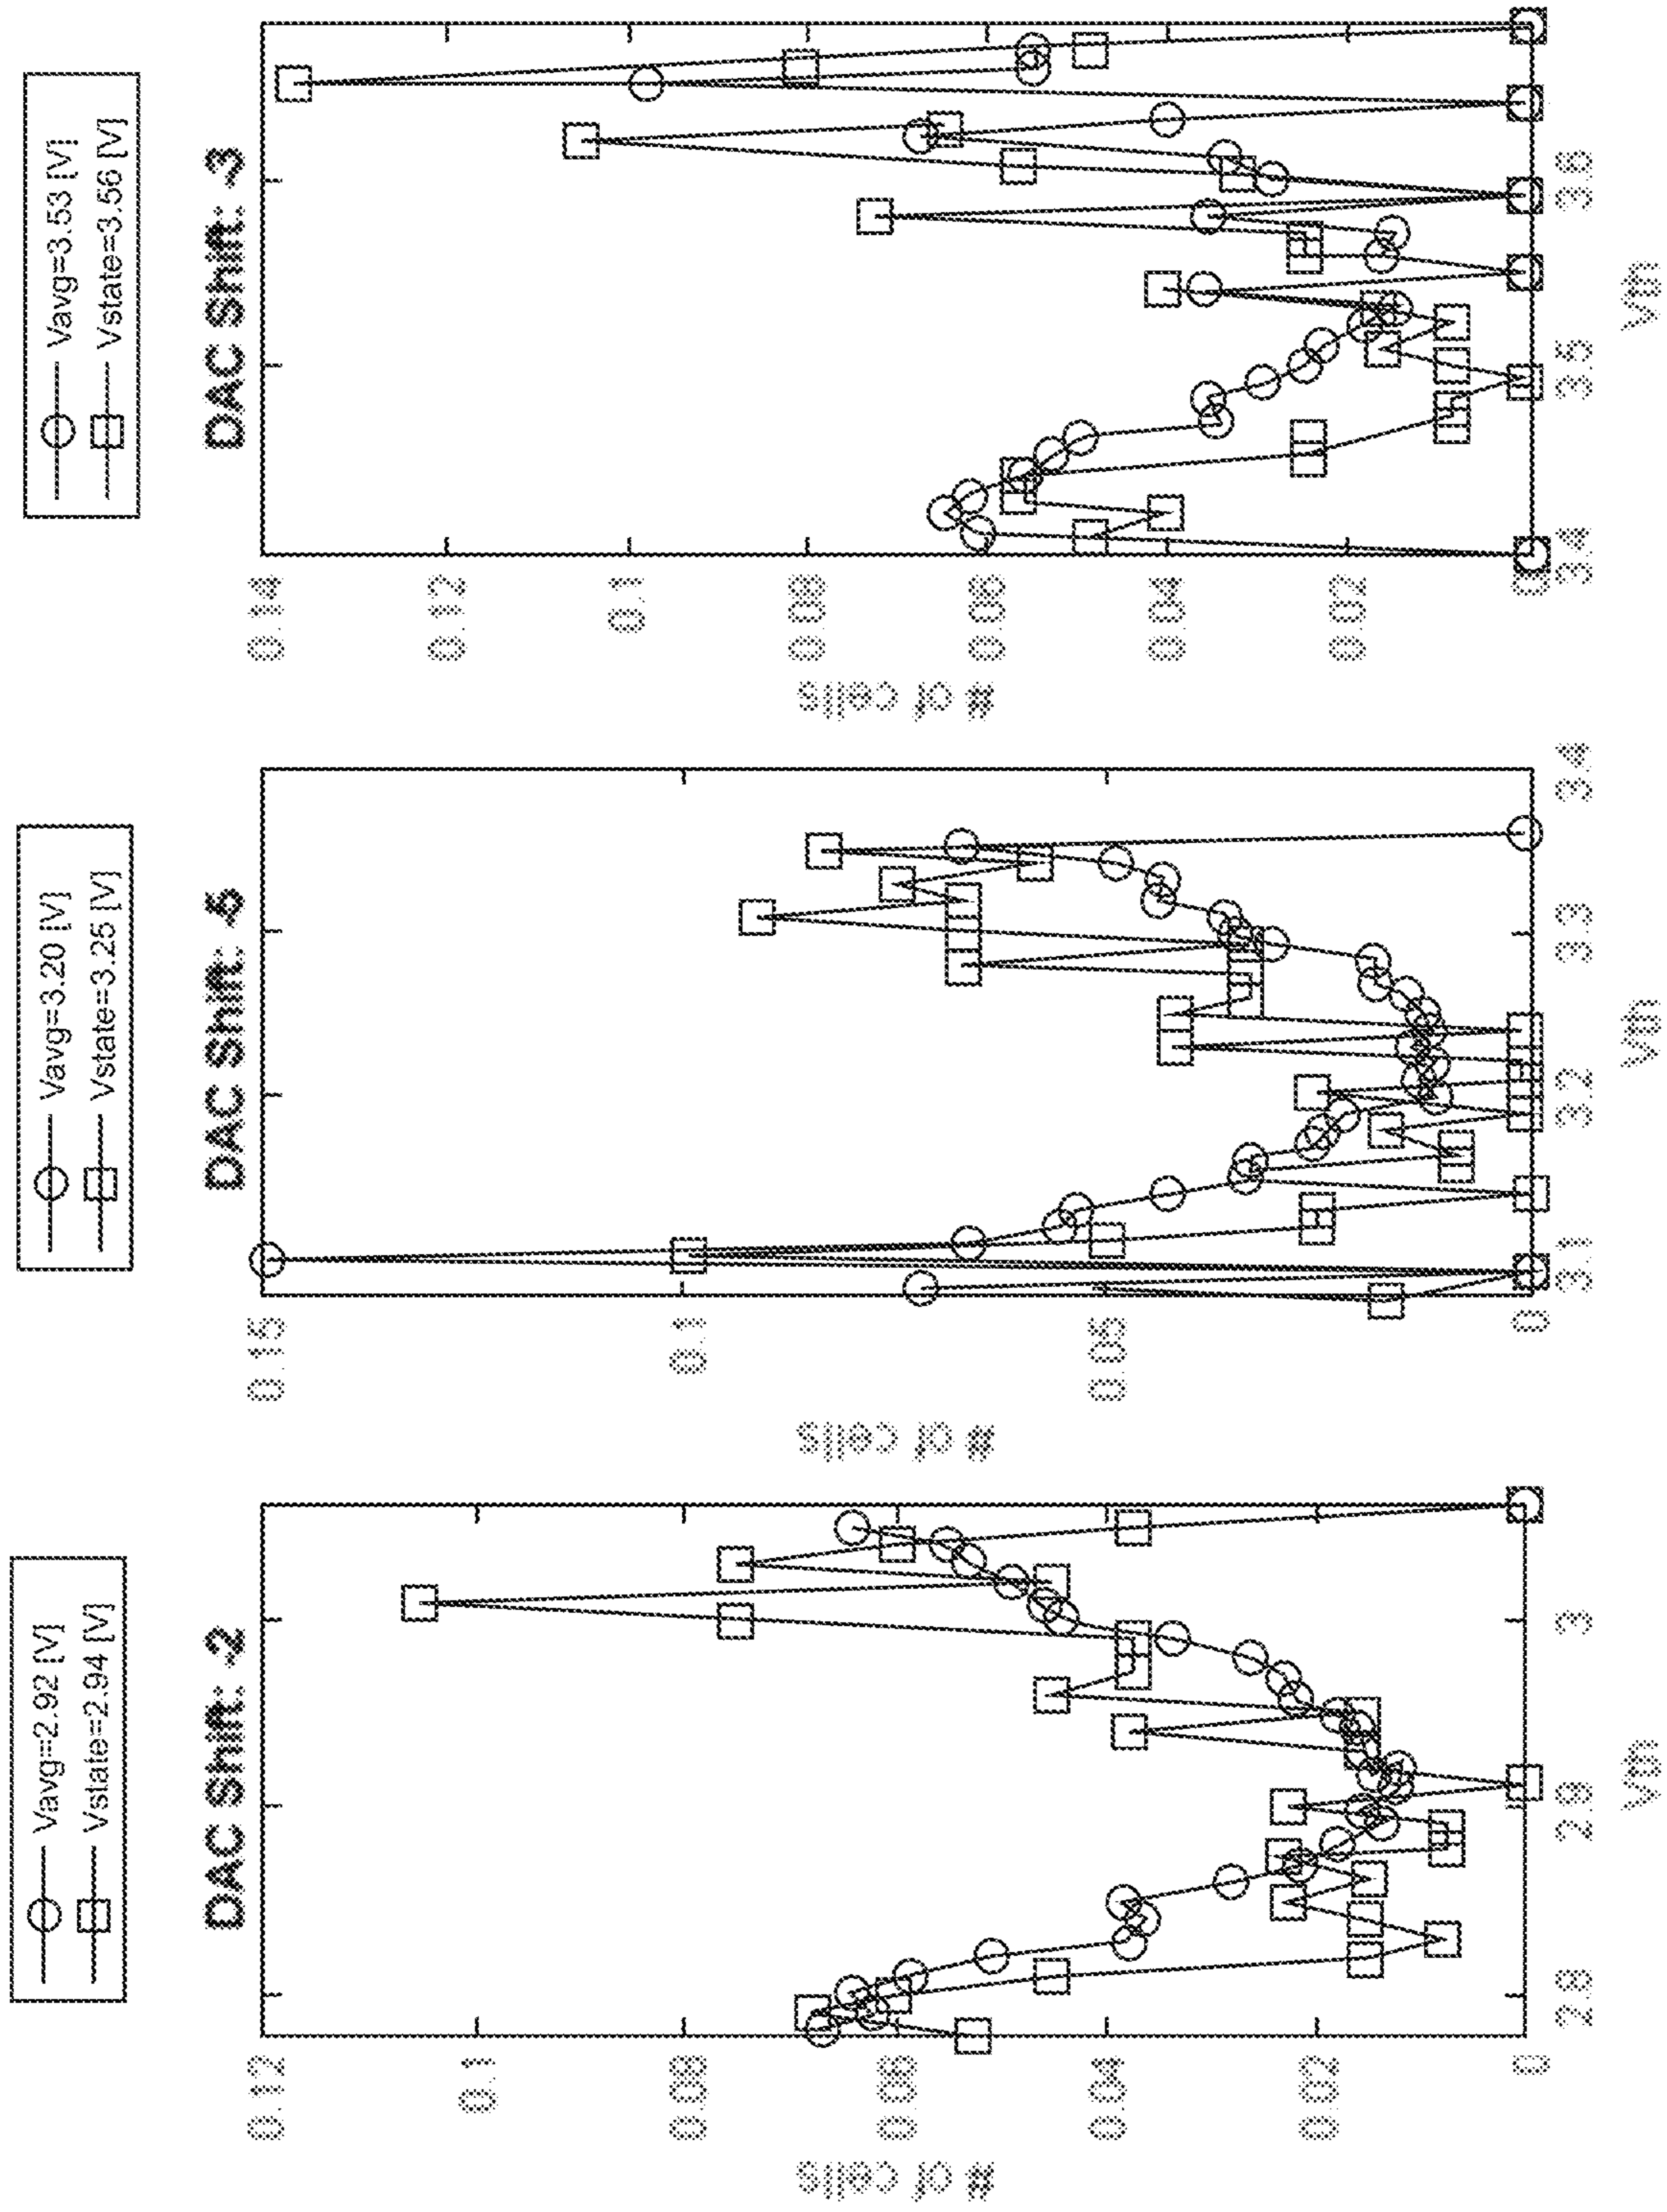 Vavg=2.92 [V]
Vstate=2.94 [V]
DAC Shift: -2
# of cells
0.12
0.1
0.08
0.06
0.04
0.02
0
2.8
2.9
3
Vth
Vavg=3.20 [V]
Vstate=3.25 [V]
DAC Shift: -5
# of cells
0.15
0.1
0.05
0
3.1
3.2
3.3
3.4
Vth
Vavg=3.53 [V]
Vstate=3.56 [V]
DAC Shift: -3
# of cells
0.14
0.12
0.1
0.08
0.06
0.04
0.02
0
3.4
3.5
3.6
Vth